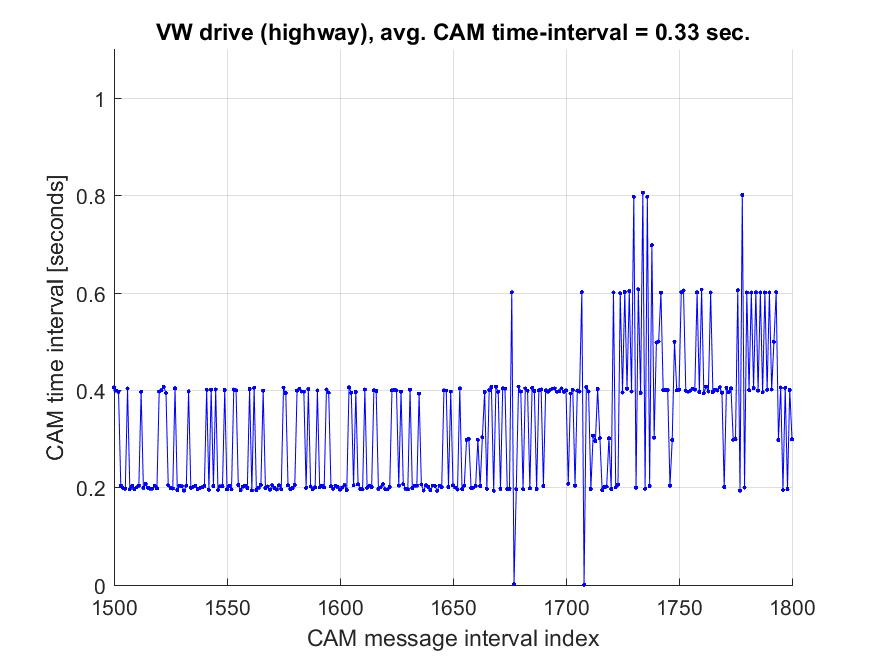 VW drive (highway), avg. CAM time-interval = 0.33 sec.
CAM time interval [seconds]
1
0.8
0.6
0.4
0.2
0
1500 1550 1600 1650 1700 1750 1800
CAM message interval index